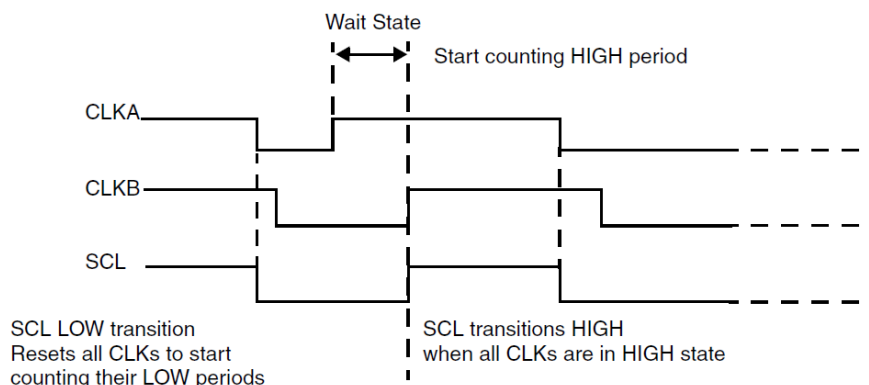 Wait State
Start counting HIGH period
CLKA
CLKB
SCL
SCL LOW transition
Resets all CLKs to start
counting their LOW periods
SCL transitions HIGH
when all CLKs are in HIGH state